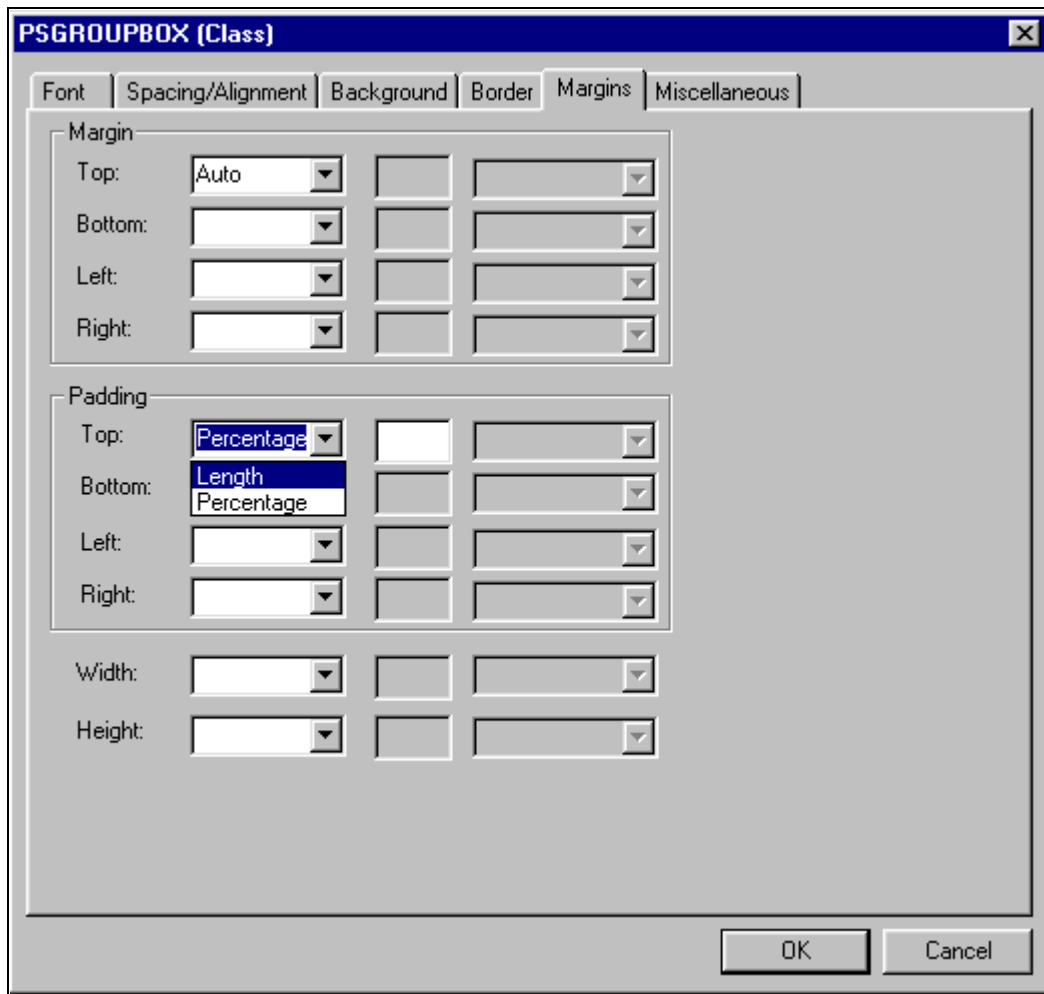 PSGROUPBOX (Class)
Font Spacing/Alignment Background Border Margins Miscellaneous
Margin
Top: Auto
Bottom:
Left:
Right:
Padding
Top: Percentage
Length
Bottom:
Percentage
Left:
Right:
Width:
Height:
OK Cancel